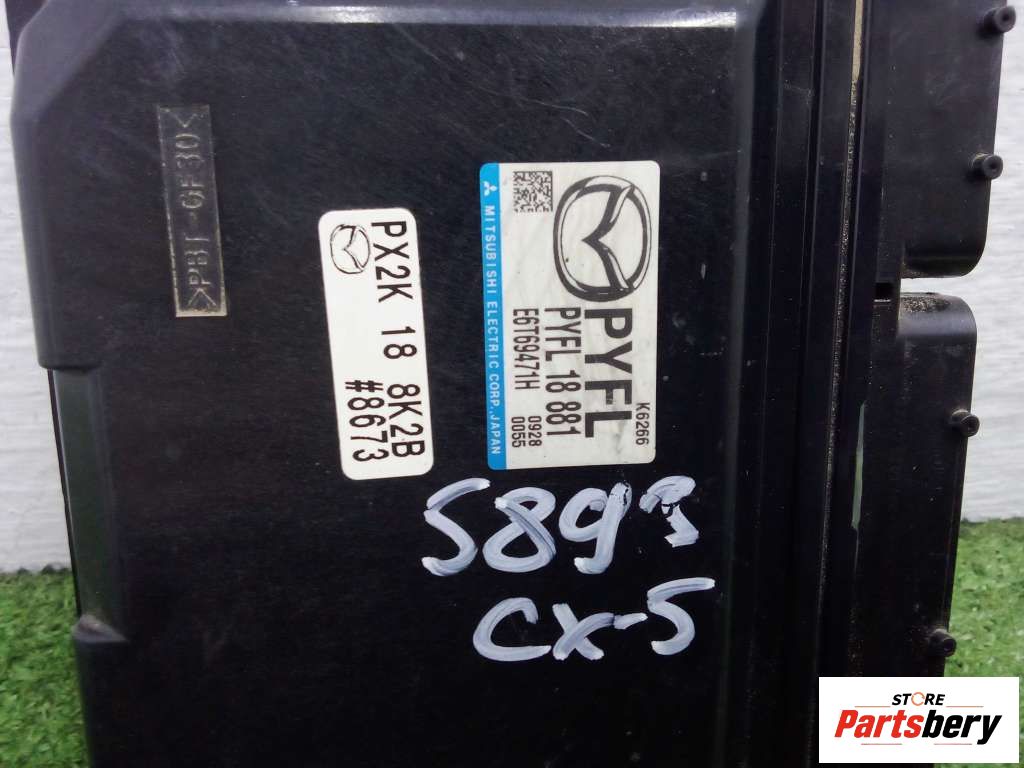 >PBT-GF30<
PX2K 18 8K2B
#8673
MITSUBISHI ELECTRIC CORP., JAPAN
PYFL
K6266
PYFL 18 881
0928
E6T69471H
0055
5893
CX-5
STORE
Partsbery